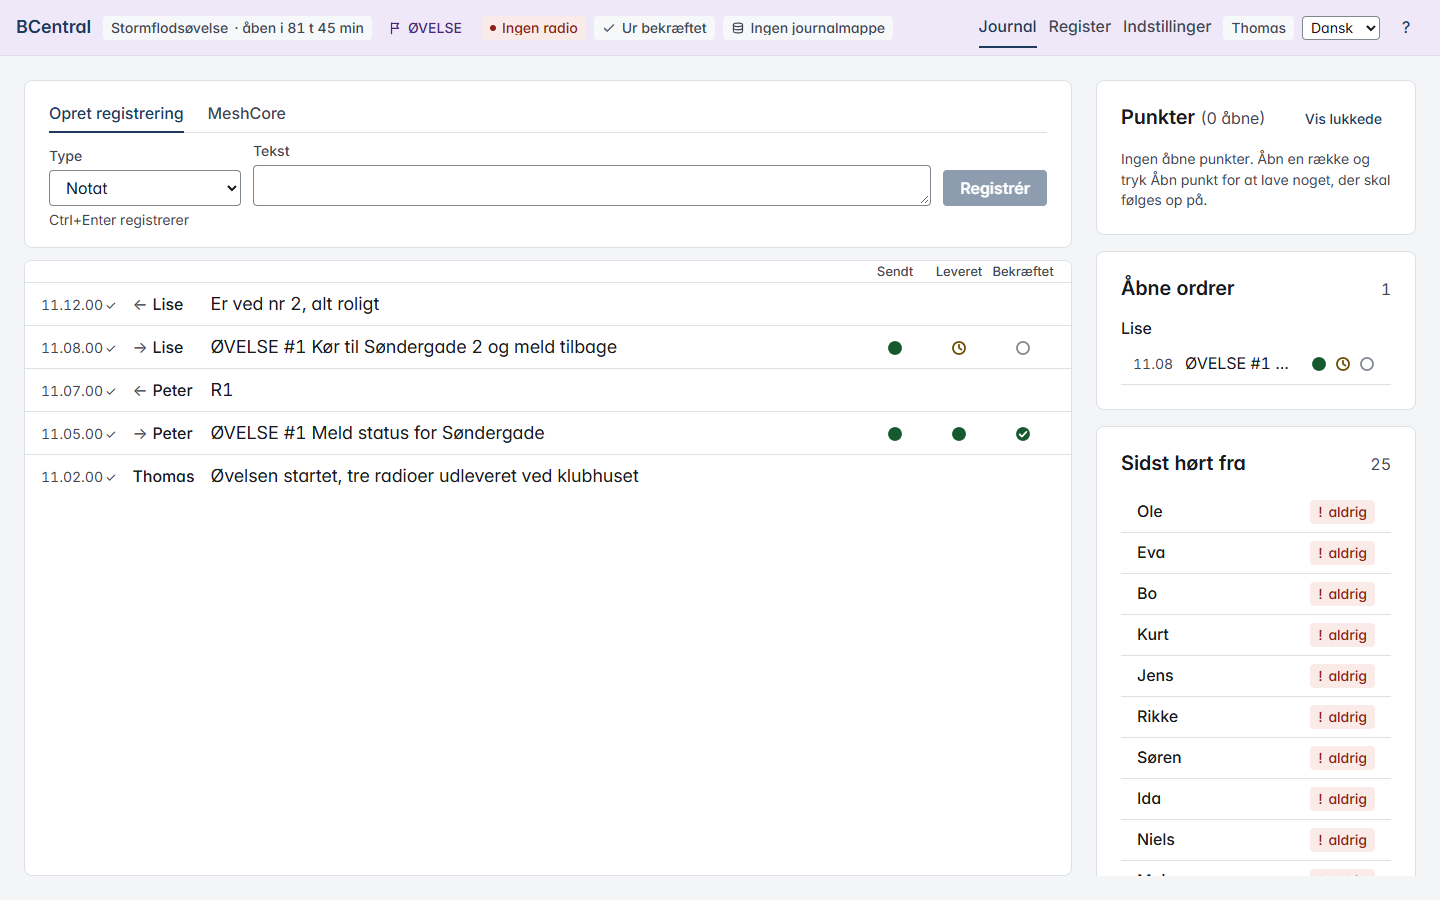 BCentral
Stormflodsøvelse · åben i 81 t 45 min
ØVELSE
Ingen radio
Ur bekræftet
Ingen journalmappe
Journal
Register
Indstillinger
Thomas
Dansk
?
Opret registrering
MeshCore
Type
Tekst
Notat
Registrér
Ctrl+Enter registrerer
Sendt Leveret Bekræftet
11.12.00 ✓ ← Lise Er ved nr 2, alt roligt
11.08.00 ✓ → Lise ØVELSE #1 Kør til Søndergade 2 og meld tilbage
11.07.00 ✓ ← Peter R1
11.05.00 ✓ → Peter ØVELSE #1 Meld status for Søndergade
11.02.00 ✓ Thomas Øvelsen startet, tre radioer udleveret ved klubhuset
Punkter (0 åbne)
Vis lukkede
Ingen åbne punkter. Åbn en række og
tryk Åbn punkt for at lave noget, der skal
følges op på.
Åbne ordrer 1
Lise
11.08 ØVELSE #1 ...
Sidst hørt fra 25
Ole ! aldrig
Eva ! aldrig
Bo ! aldrig
Kurt ! aldrig
Jens ! aldrig
Rikke ! aldrig
Søren ! aldrig
Ida ! aldrig
Niels ! aldrig